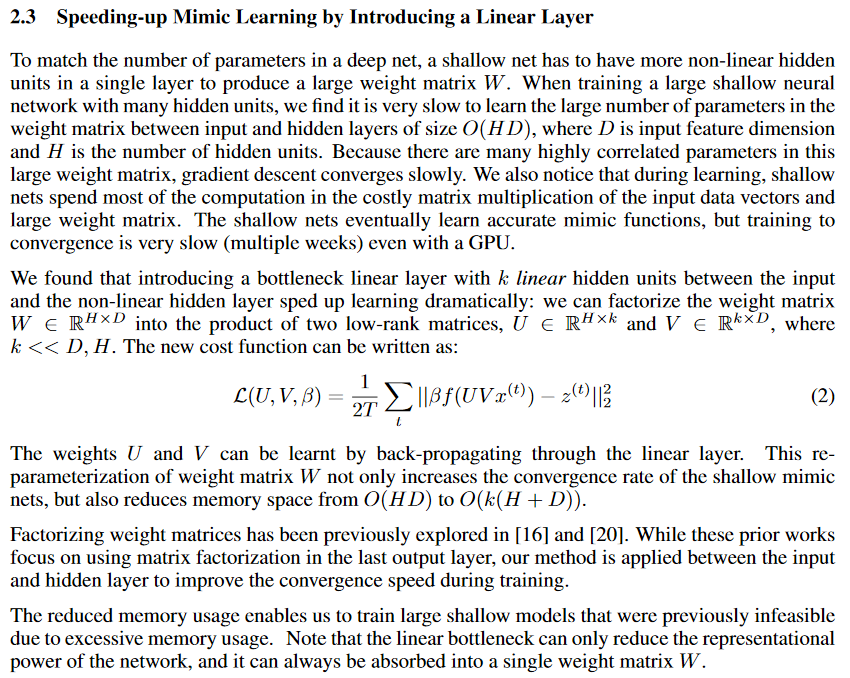 2.3 Speeding-up Mimic Learning by Introducing a Linear Layer
To match the number of parameters in a deep net, a shallow net has to have more non-linear hidden
units in a single layer to produce a large weight matrix W. When training a large shallow neural
network with many hidden units, we find it is very slow to learn the large number of parameters in the
weight matrix between input and hidden layers of size O(HD), where D is input feature dimension
and H is the number of hidden units. Because there are many highly correlated parameters in this
large weight matrix, gradient descent converges slowly. We also notice that during learning, shallow
nets spend most of the computation in the costly matrix multiplication of the input data vectors and
large weight matrix. The shallow nets eventually learn accurate mimic functions, but training to
convergence is very slow (multiple weeks) even with a GPU.
We found that introducing a bottleneck linear layer with k linear hidden units between the input
and the non-linear hidden layer sped up learning dramatically: we can factorize the weight matrix
W ∈ ℝ^{H×D} into the product of two low-rank matrices, U ∈ ℝ^{H×k} and V ∈ ℝ^{k×D}, where
k << D, H. The new cost function can be written as:
L(U, V, β) = 1/2T ∑_t ||βf(UVx^{(t)}) − z^{(t)}||_2^2 (2)
The weights U and V can be learnt by back-propagating through the linear layer. This re-
parameterization of weight matrix W not only increases the convergence rate of the shallow mimic
nets, but also reduces memory space from O(HD) to O(k(H + D)).
Factorizing weight matrices has been previously explored in [16] and [20]. While these prior works
focus on using matrix factorization in the last output layer, our method is applied between the input
and hidden layer to improve the convergence speed during training.
The reduced memory usage enables us to train large shallow models that were previously infeasible
due to excessive memory usage. Note that the linear bottleneck can only reduce the representational
power of the network, and it can always be absorbed into a single weight matrix W.